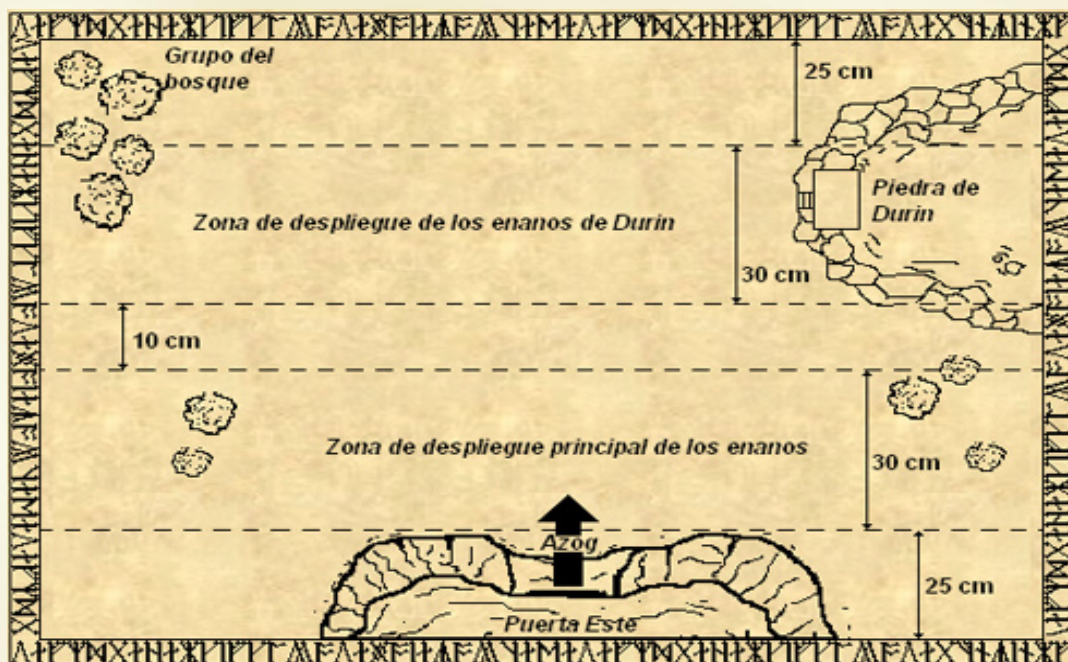 Grupo del
bosque
25 cm
Piedra de
Durin
Zona de despliegue de los enanos de Durin
30 cm
10 cm
Zona de despliegue principal de los enanos
30 cm
Azog
25 cm
Puerta Este